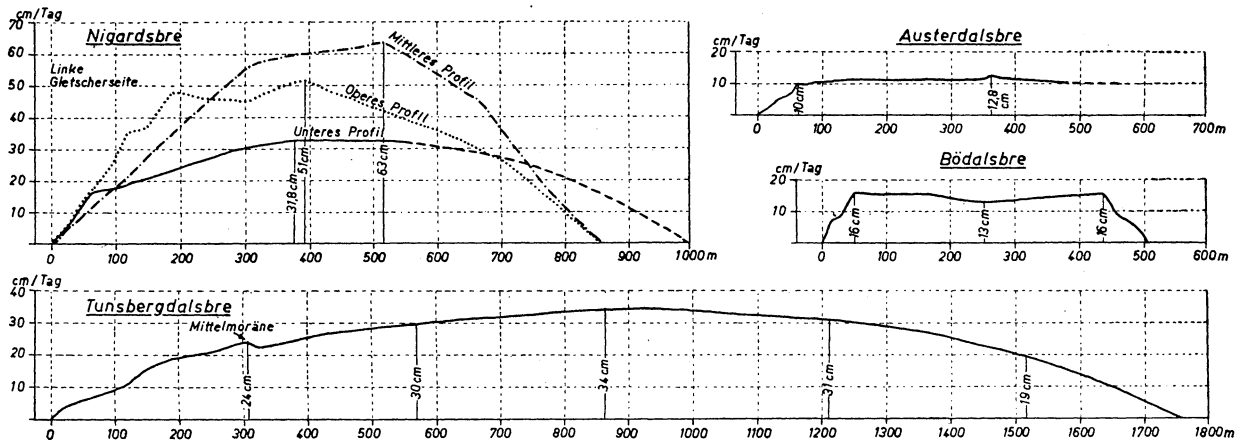 cm/Tag
70
60
50
40
30
20
10
Nigardsbre
Linke
Gletscherseite
Mittleres Profil
Oberes Profil
Unteres Profil
31,8cm
51cm
63cm
0 100 200 300 400 500 600 700 800 900 1000m
cm/Tag
20
10
Austerdalsbre
10cm
12,8
cm
0 100 200 300 400 500 600 700m
cm/Tag
20
10
Bödalsbre
16cm
13cm
16cm
0 100 200 300 400 500 600m
cm/Tag
40
30
20
10
Tunsbergdalsbre
Mittelmoräne
24cm
30cm
34cm
31cm
19cm
0 100 200 300 400 500 600 700 800 900 1000 1100 1200 1300 1400 1500 1600 1700 1800m